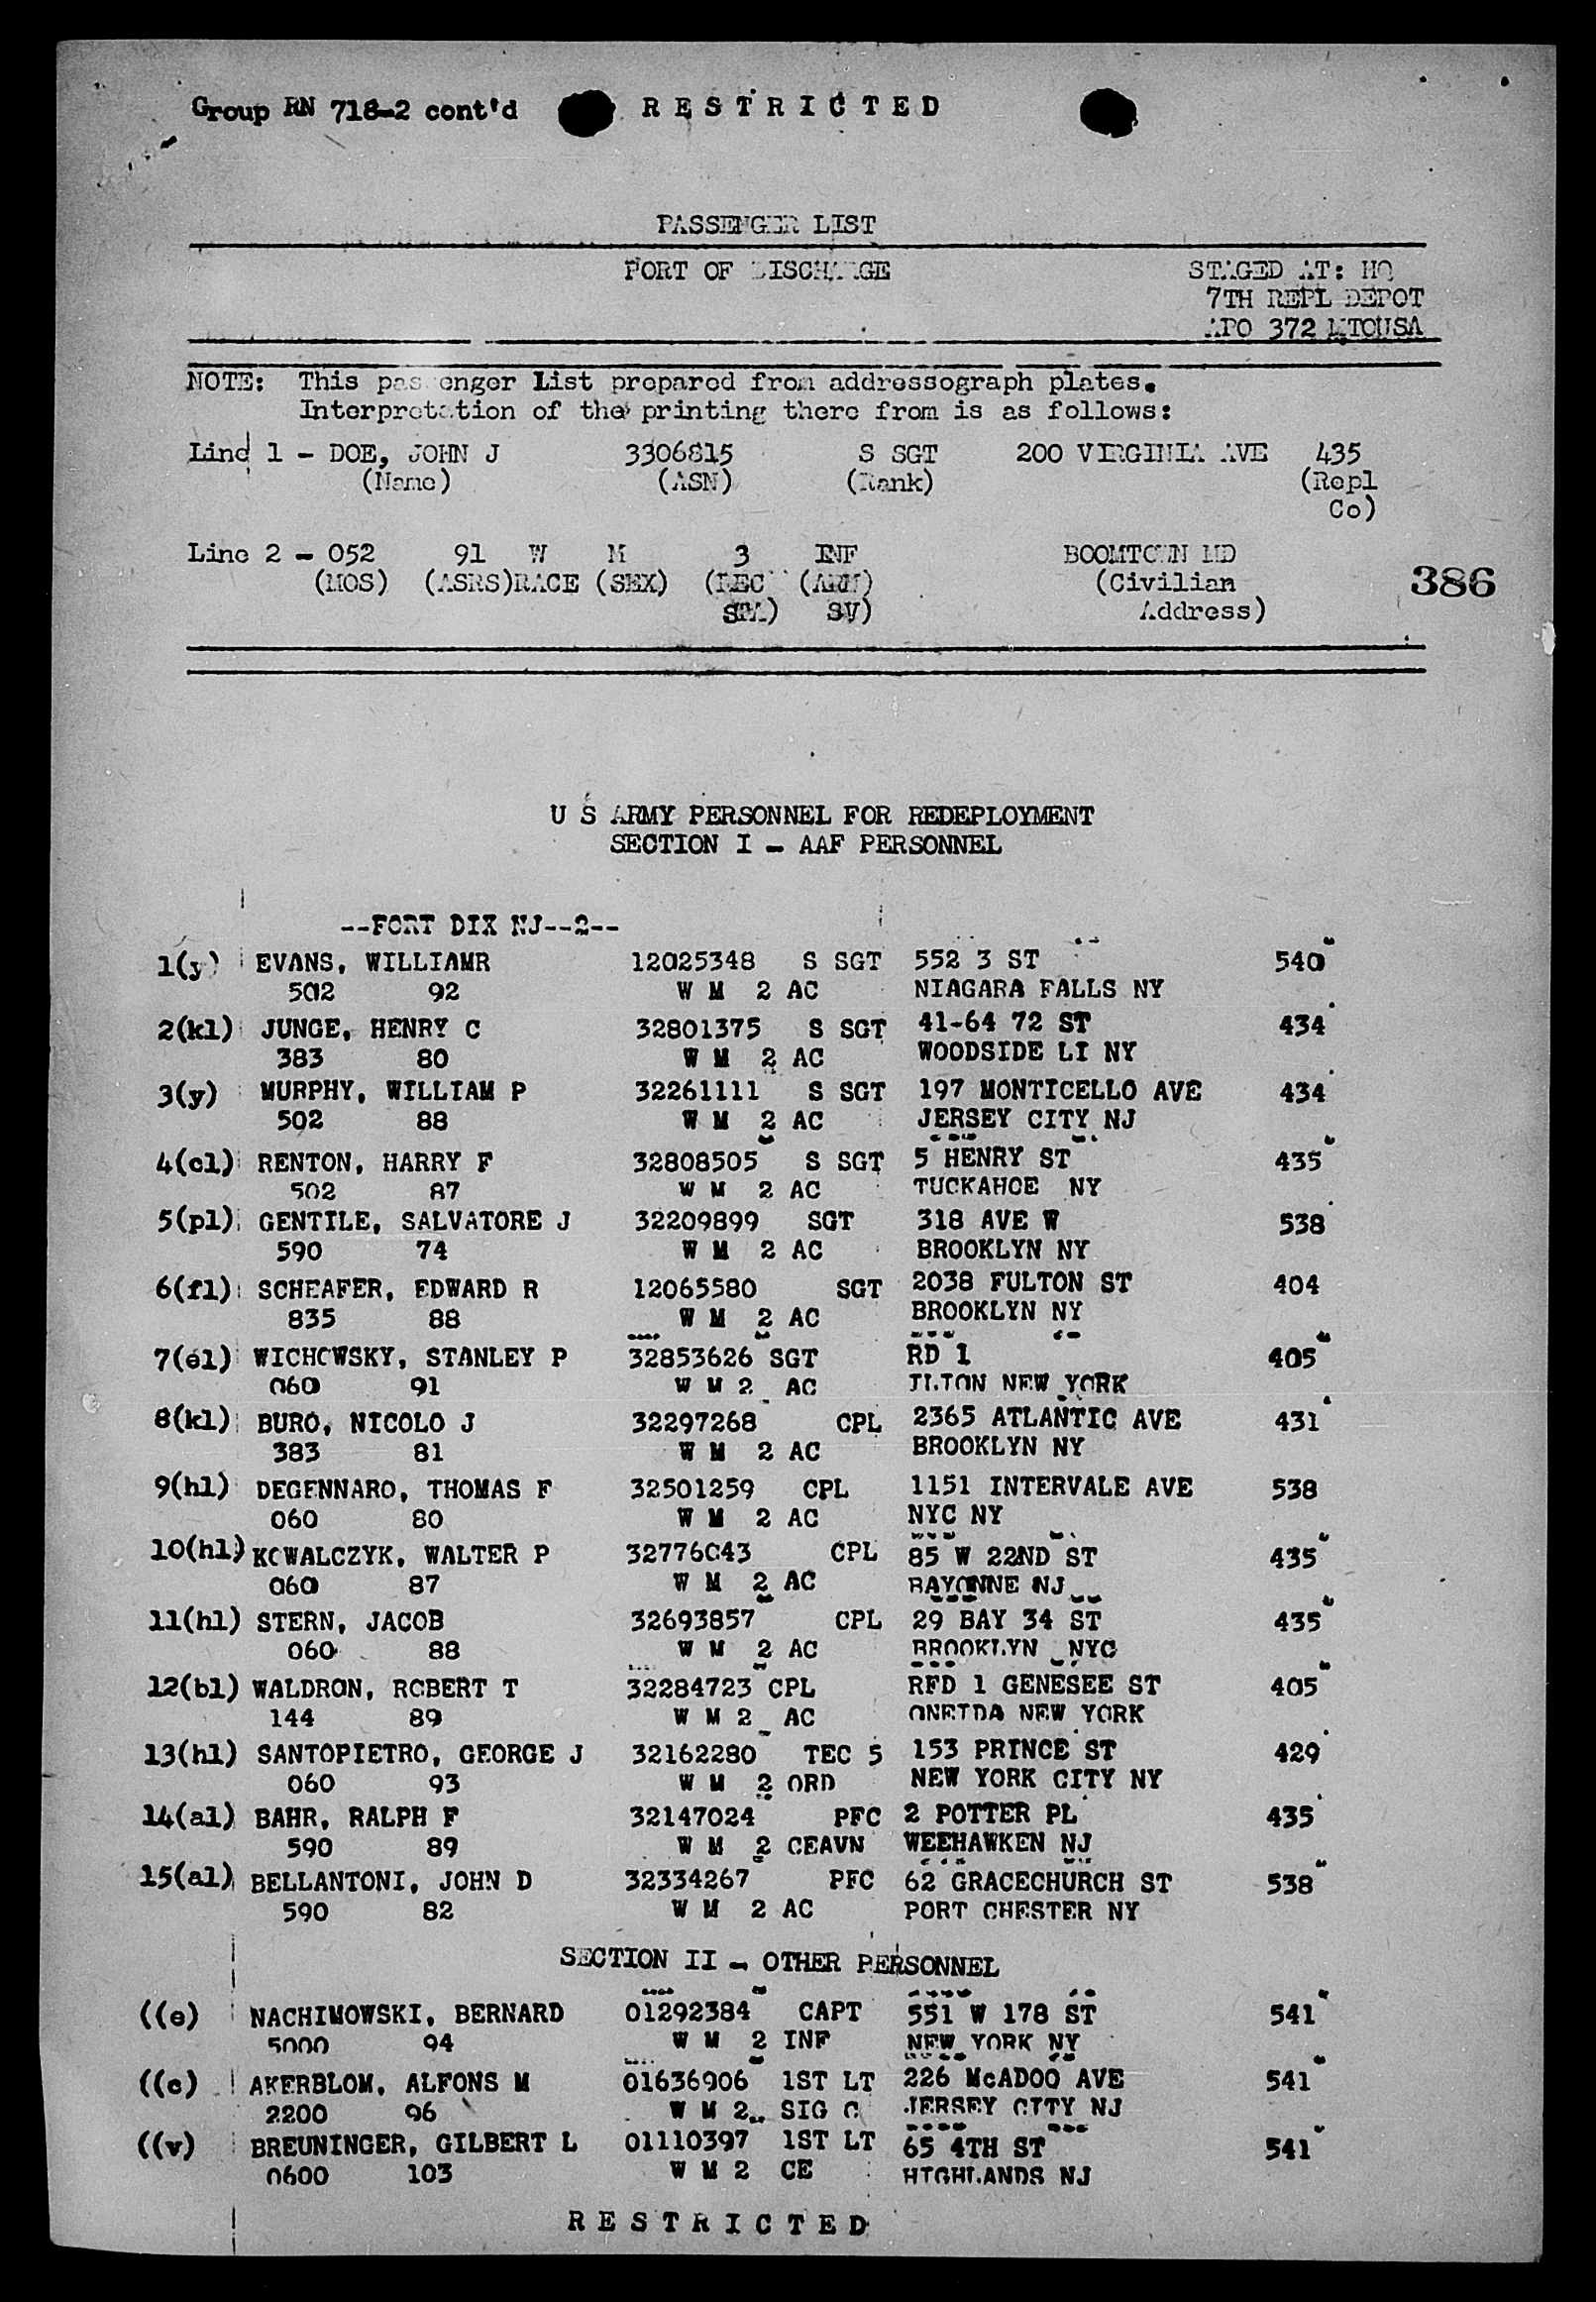 Group RN 718-2 cont'd RESTRICTED
PASSENGER LIST
PORT OF DISCHARGE STAGED AT: HQ
7TH REPL DEPOT
APO 372 MTOUSA
NOTE: This passenger List prepared from addressograph plates.
Interpretation of the printing there from is as follows:
Line 1 - DOE, JOHN J 3306815 S SGT 200 VIRGINIA AVE 435
(Name) (ASN) (Rank) (Repl
Co)
Line 2 - 052 91 W M 3 INF BOOMTOWN MD
(MOS) (ASRS)RACE (SEX) (REC (ARM) (Civilian 386
STA) SV) Address)
U S ARMY PERSONNEL FOR REDEPLOYMENT
SECTION I - AAF PERSONNEL
--FORT DIX NJ--2--
1(y) EVANS, WILLIAMR 12025348 S SGT 552 3 ST 540
502 92 W M 2 AC NIAGARA FALLS NY
2(kl) JUNGE, HENRY C 32801375 S SGT 41-64 72 ST 434
383 80 W M 2 AC WOODSIDE LI NY
3(y) MURPHY, WILLIAM P 32261111 S SGT 197 MONTICELLO AVE 434
502 88 W M 2 AC JERSEY CITY NJ
4(cl) RENTON, HARRY F 32808505 S SGT 5 HENRY ST 435
502 87 W M 2 AC TUCKAHOE NY
5(pl) GENTILE, SALVATORE J 32209899 SGT 318 AVE W 538
590 74 W M 2 AC BROOKLYN NY
6(fl) SCHEAFER, EDWARD R 12065580 SGT 2038 FULTON ST 404
835 88 W M 2 AC BROOKLYN NY
7(el) WICHOWSKY, STANLEY P 32853626 SGT RD 1 405
060 91 W M 2 AC NEW YORK
8(kl) BURO, NICOLO J 32297268 CPL 2365 ATLANTIC AVE 431
383 81 W M 2 AC BROOKLYN NY
9(hl) DEGENNARO, THOMAS F 32501259 CPL 1151 INTERVALE AVE 538
060 80 W M 2 AC NYC NY
10(hl) KOWALCZYK, WALTER P 32776043 CPL 85 W 22ND ST 435
060 87 W M 2 AC BAYONNE NJ
11(hl) STERN, JACOB 32693857 CPL 29 BAY 34 ST 435
060 88 W M 2 AC BROOKLYN NYC
12(bl) WALDRON, ROBERT T 32284723 CPL RFD 1 GENESEE ST 405
144 89 W M 2 AC ONEIDA NEW YORK
13(hl) SANTOPIETRO, GEORGE J 32162280 TEC 5 153 PRINCE ST 429
060 93 W M 2 ORD NEW YORK CITY NY
14(al) BAHR, RALPH F 32147024 PFC 2 POTTER PL 435
590 89 W M 2 CEAVN WEEHAWKEN NJ
15(al) BELLANTONI, JOHN D 32334267 PFC 62 GRACECHURCH ST 538
590 82 W M 2 AC PORT CHESTER NY
SECTION II - OTHER PERSONNEL
((e) NACHIMOWSKI, BERNARD 01292384 CAPT 551 W 178 ST 541
5000 94 W M 2 INF NEW YORK NY
((c) AKERBLOM, ALFONS M 01636906 1ST LT 226 McADOO AVE 541
2200 96 W M 2 SIG C JERSEY CITY NJ
((v) BREUNINGER, GILBERT L 01110397 1ST LT 65 4TH ST 541
0600 103 W M 2 CE HIGHLANDS NJ
RESTRICTED